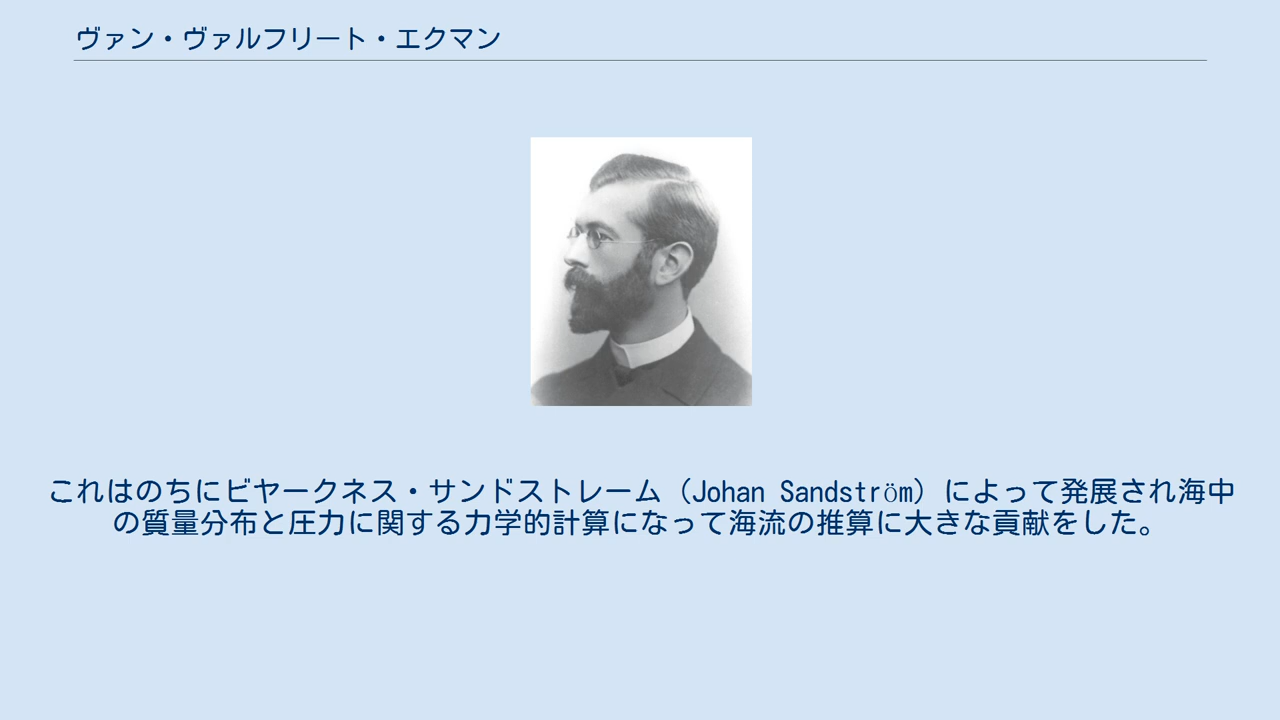 ヴァン・ヴァルフリート・エクマン
これはのちにビヤークネス・サンドストレーム（Johan Sandström）によって発展され海中
の質量分布と圧力に関する力学的計算になって海流の推算に大きな貢献をした。